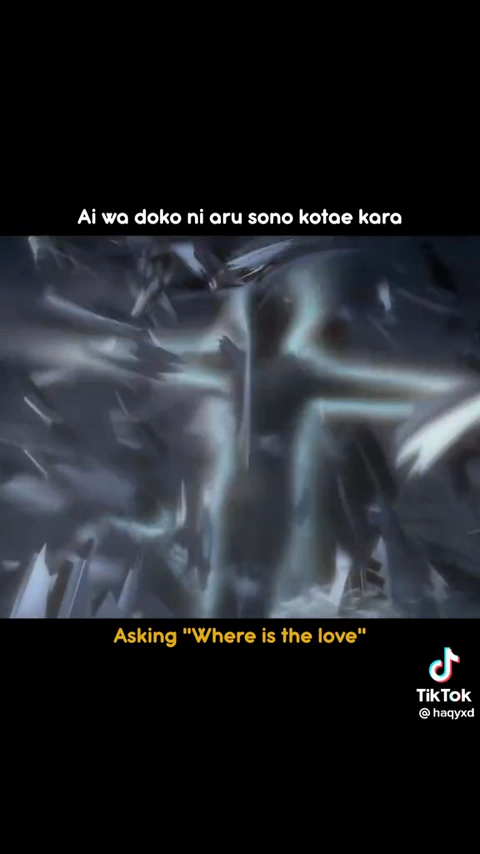 Ai wa doko ni aru sono kotae kara
Asking "Where is the love"
TikTok
@ haqyxd